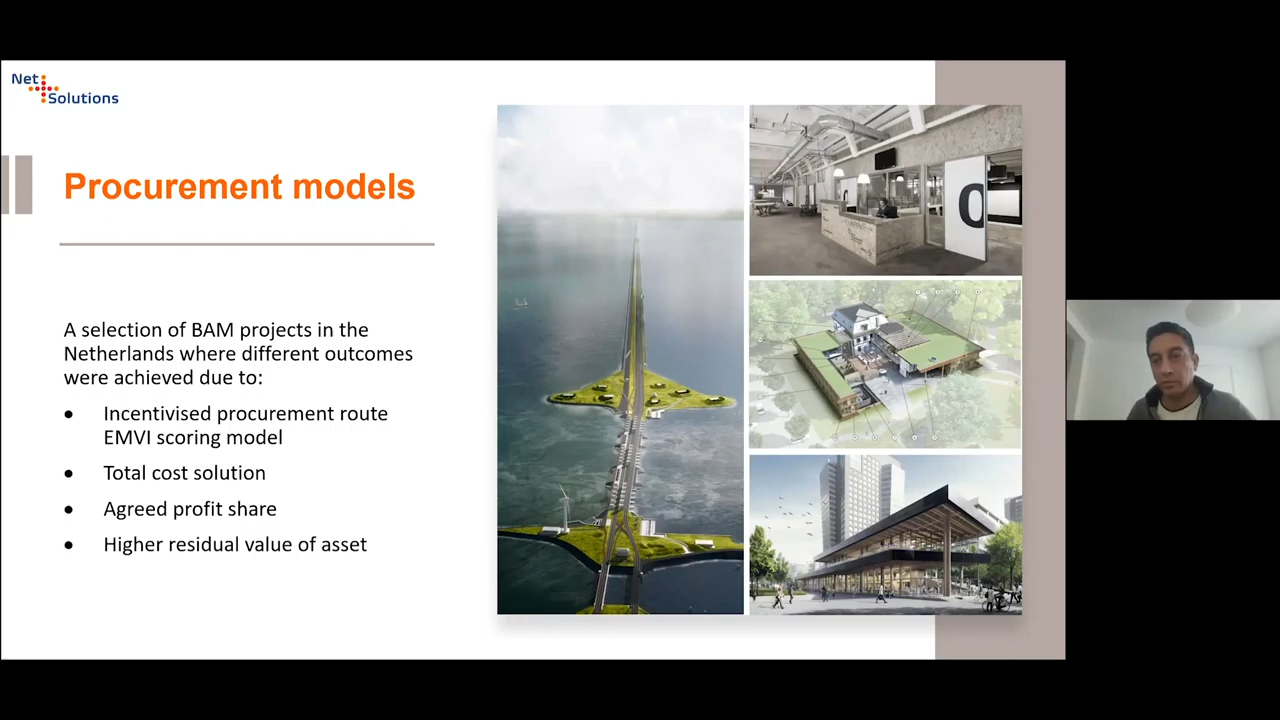 Net
Solutions
Procurement models
A selection of BAM projects in the
Netherlands where different outcomes
were achieved due to:
• Incentivised procurement route
EMVI scoring model
• Total cost solution
• Agreed profit share
• Higher residual value of asset